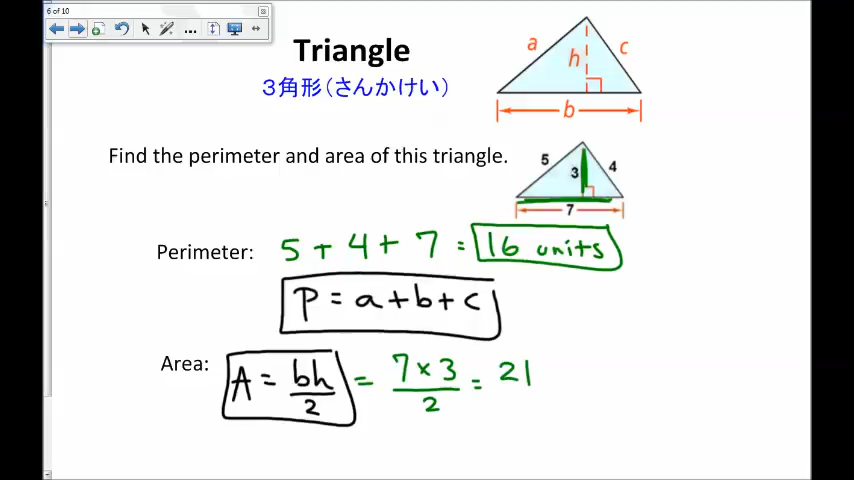 6 of 10
Triangle
3角形(さんかけい)
a
h
c
b
Find the perimeter and area of this triangle.
5
3
4
7
Perimeter: 5 + 4 + 7 = 16 units
P = a + b + c
Area: A = bh/2 = 7 × 3/2 = 21